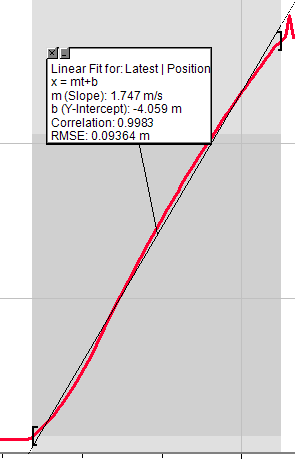 Linear Fit for: Latest | Position
x = mt+b
m (Slope): 1.747 m/s
b (Y-Intercept): -4.059 m
Correlation: 0.9983
RMSE: 0.09364 m